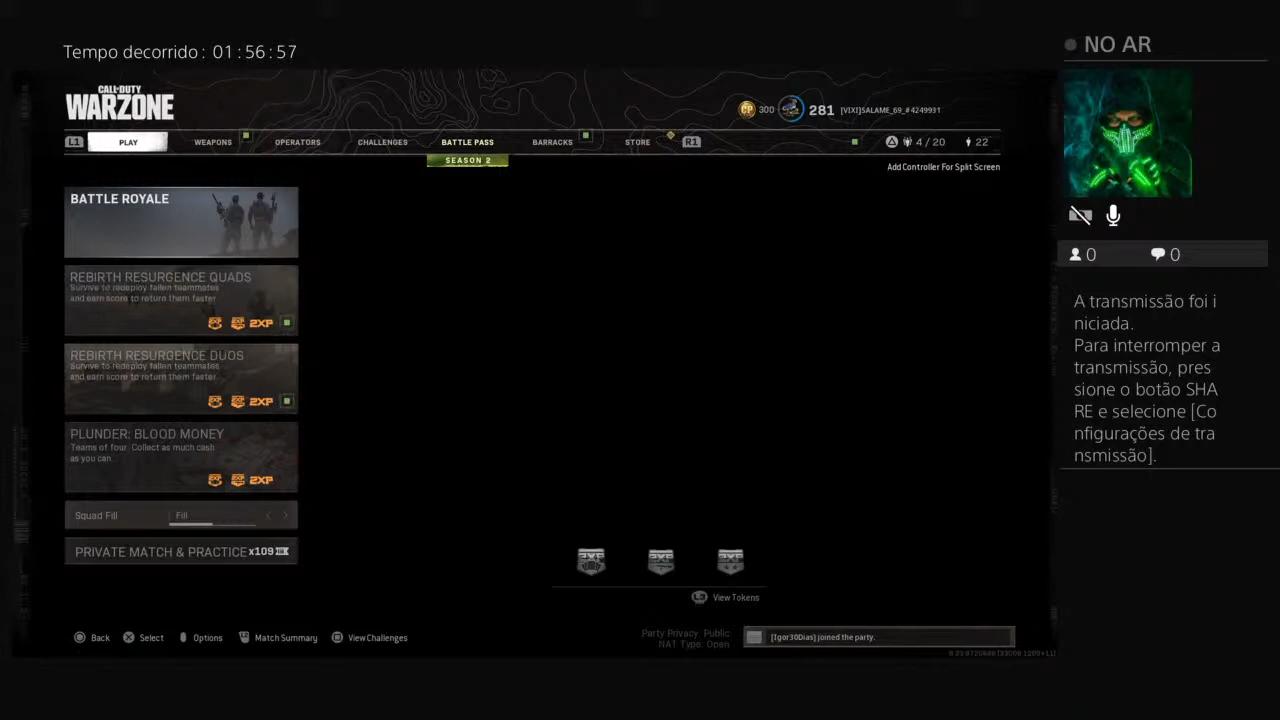 Tempo decorrido: 01:56:57
NO AR
CALL OF DUTY
WARZONE
CP 300 281 [VIXI]SALAME_69_#4249931
L1 PLAY WEAPONS OPERATORS CHALLENGES BATTLE PASS BARRACKS STORE R1 4 / 20 22
SEASON 2
Add Controller For Split Screen
BATTLE ROYALE
REBIRTH RESURGENCE QUADS
Survive to redeploy fallen teammates
and earn score to return them faster
2XP
REBIRTH RESURGENCE DUOS
Survive to redeploy fallen teammates
and earn score to return them faster
2XP
PLUNDER: BLOOD MONEY
Teams of four. Collect as much cash
as you can.
2XP
Squad Fill Fill
PRIVATE MATCH & PRACTICE x109
2XP 2XP 2XP
L3 View Tokens
Back Select Options Match Summary View Challenges
Party Privacy: Public
NAT Type: Open
[Igor30Dias] joined the party.
0
0
A transmissão foi i
niciada.
Para interromper a
transmissão, pres
sione o botão SHA
RE e selecione [Co
nfigurações de tra
nsmissão].